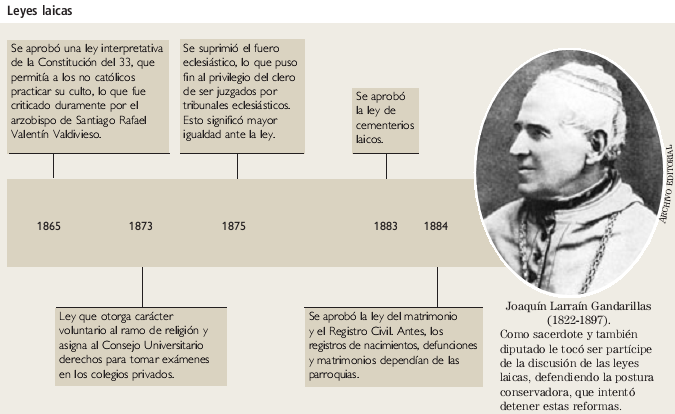 Leyes laicas
Se aprobó una ley interpretativa
de la Constitución del 33, que
permitía a los no católicos
practicar su culto, lo que fue
criticado duramente por el
arzobispo de Santiago Rafael
Valentín Valdivieso.
Se suprimió el fuero
eclesiástico, lo que puso
fin al privilegio del clero
de ser juzgados por
tribunales eclesiásticos.
Esto significó mayor
igualdad ante la ley.
Se aprobó
la ley de
cementerios
laicos.
1865 1873 1875 1883 1884
Ley que otorga carácter
voluntario al ramo de religión y
asigna al Consejo Universitario
derechos para tomar exámenes
en los colegios privados.
Se aprobó la ley del matrimonio
y el Registro Civil. Antes, los
registros de nacimientos, defunciones
y matrimonios dependían de las
parroquias.
ARCHIVO EDITORIAL
Joaquín Larraín Gandarillas
(1822-1897).
Como sacerdote y también
diputado le tocó ser partícipe
de la discusión de las leyes
laicas, defendiendo la postura
conservadora, que intentó
detener estas reformas.